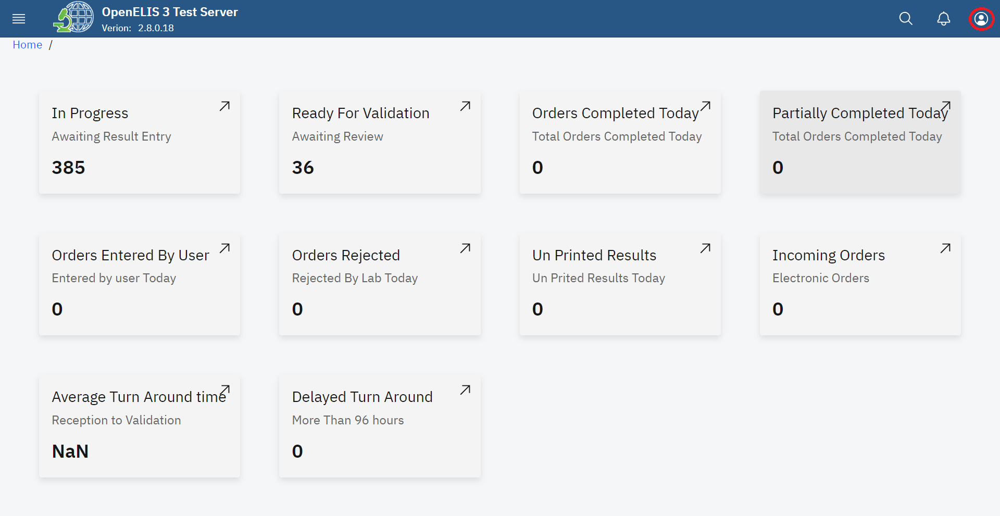 OpenELIS 3 Test Server
Verion: 2.8.0.18
Home /
In Progress
Awaiting Result Entry
385
Ready For Validation
Awaiting Review
36
Orders Completed Today
Total Orders Completed Today
0
Partially Completed Today
Total Orders Completed Today
0
Orders Entered By User
Entered by user Today
0
Orders Rejected
Rejected By Lab Today
0
Un Printed Results
Un Prited Results Today
0
Incoming Orders
Electronic Orders
0
Average Turn Around time
Reception to Validation
NaN
Delayed Turn Around
More Than 96 hours
0